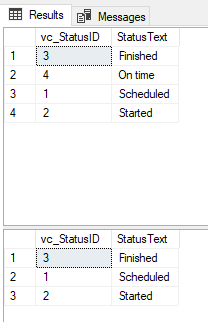 Results Messages
vc_StatusID StatusText
1 3 Finished
2 4 On time
3 1 Scheduled
4 2 Started
vc_StatusID StatusText
1 3 Finished
2 1 Scheduled
3 2 Started